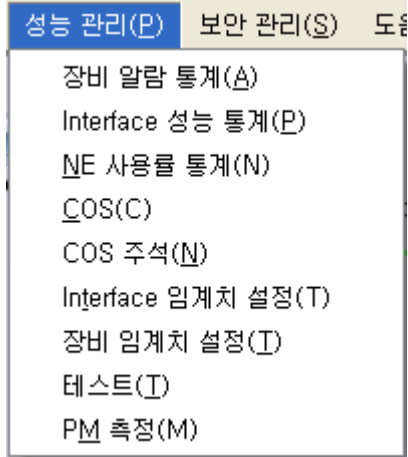 성능 관리(P) 보안 관리(S)
장비 알람 통계(A)
Interface 성능 통계(P)
NE 사용률 통계(N)
COS(C)
COS 주석(N)
Interface 임계치 설정(T)
장비 임계치 설정(T)
테스트(T)
PM 측정(M)